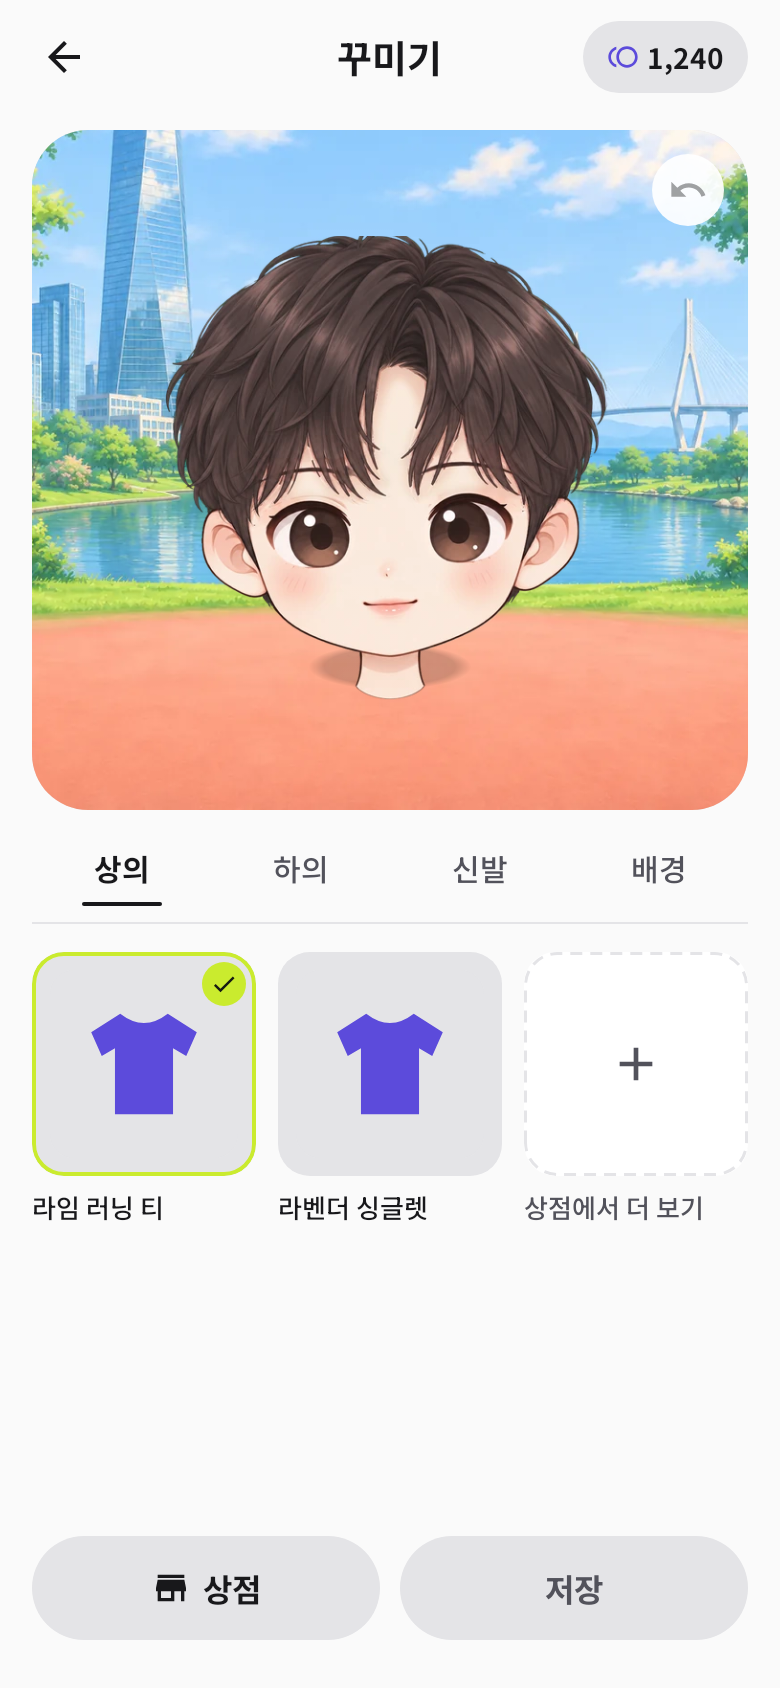 꾸미기
1,240
상의
하의
신발
배경
라임 러닝 티
라벤더 싱글렛
상점에서 더 보기
상점
저장